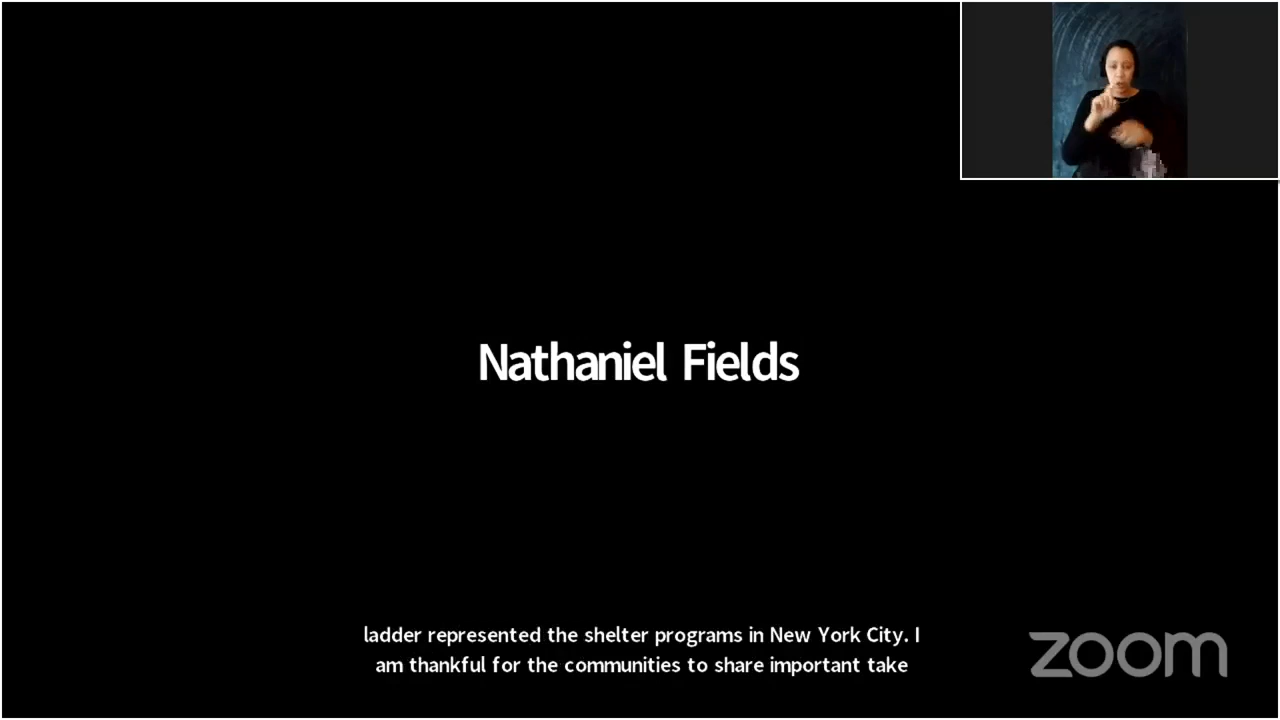 Nathaniel Fields
ladder represented the shelter programs in New York City. I
am thankful for the communities to share important take
zoom